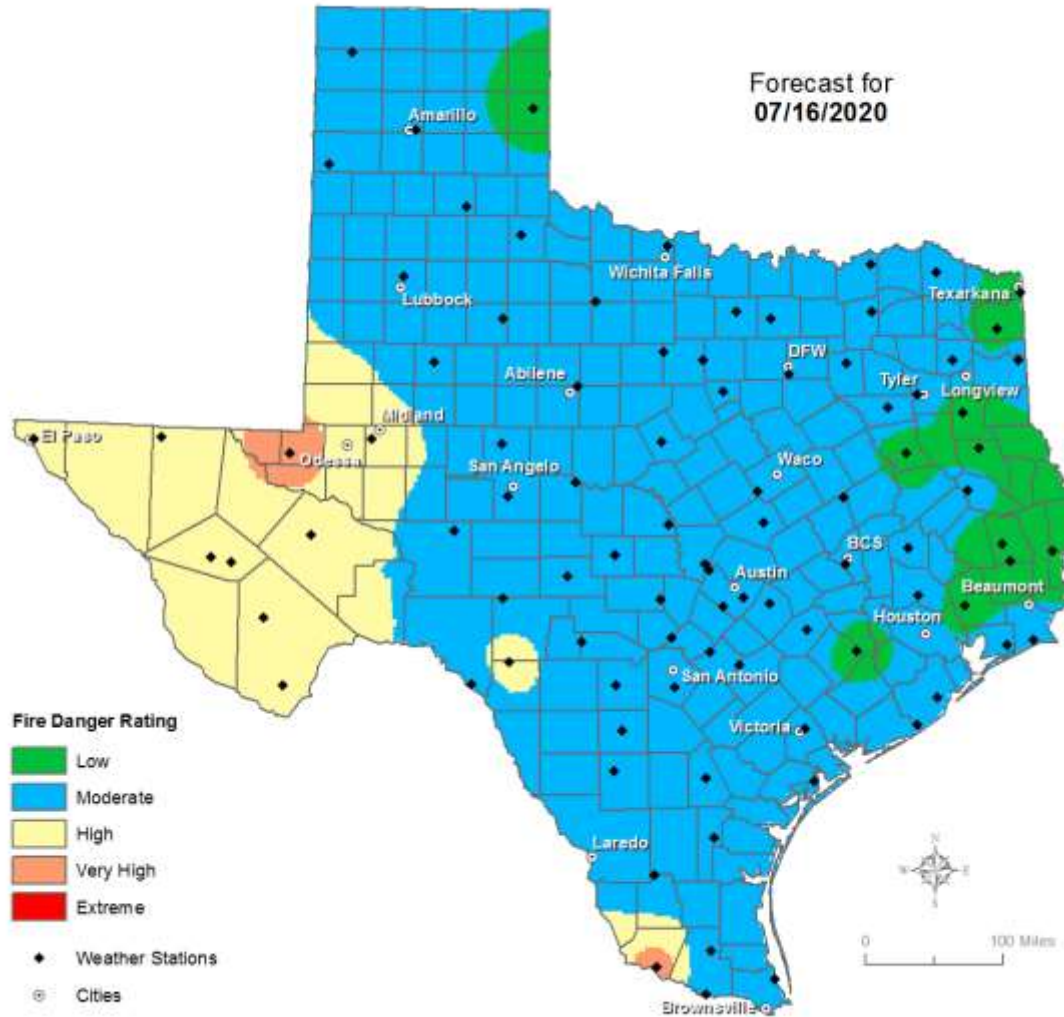 Forecast for
07/16/2020
Amarillo
Wichita Falls
Lubbock
Texarkana
DFW
Abilene
Tyler
Longview
Midland
El Paso
Odessa
San Angelo
Waco
BCS
Austin
Beaumont
Houston
San Antonio
Victoria
Fire Danger Rating
Low
Moderate
High
Very High
Extreme
Weather Stations
Cities
Laredo
Brownsville
N
W
E
S
0
100 Miles